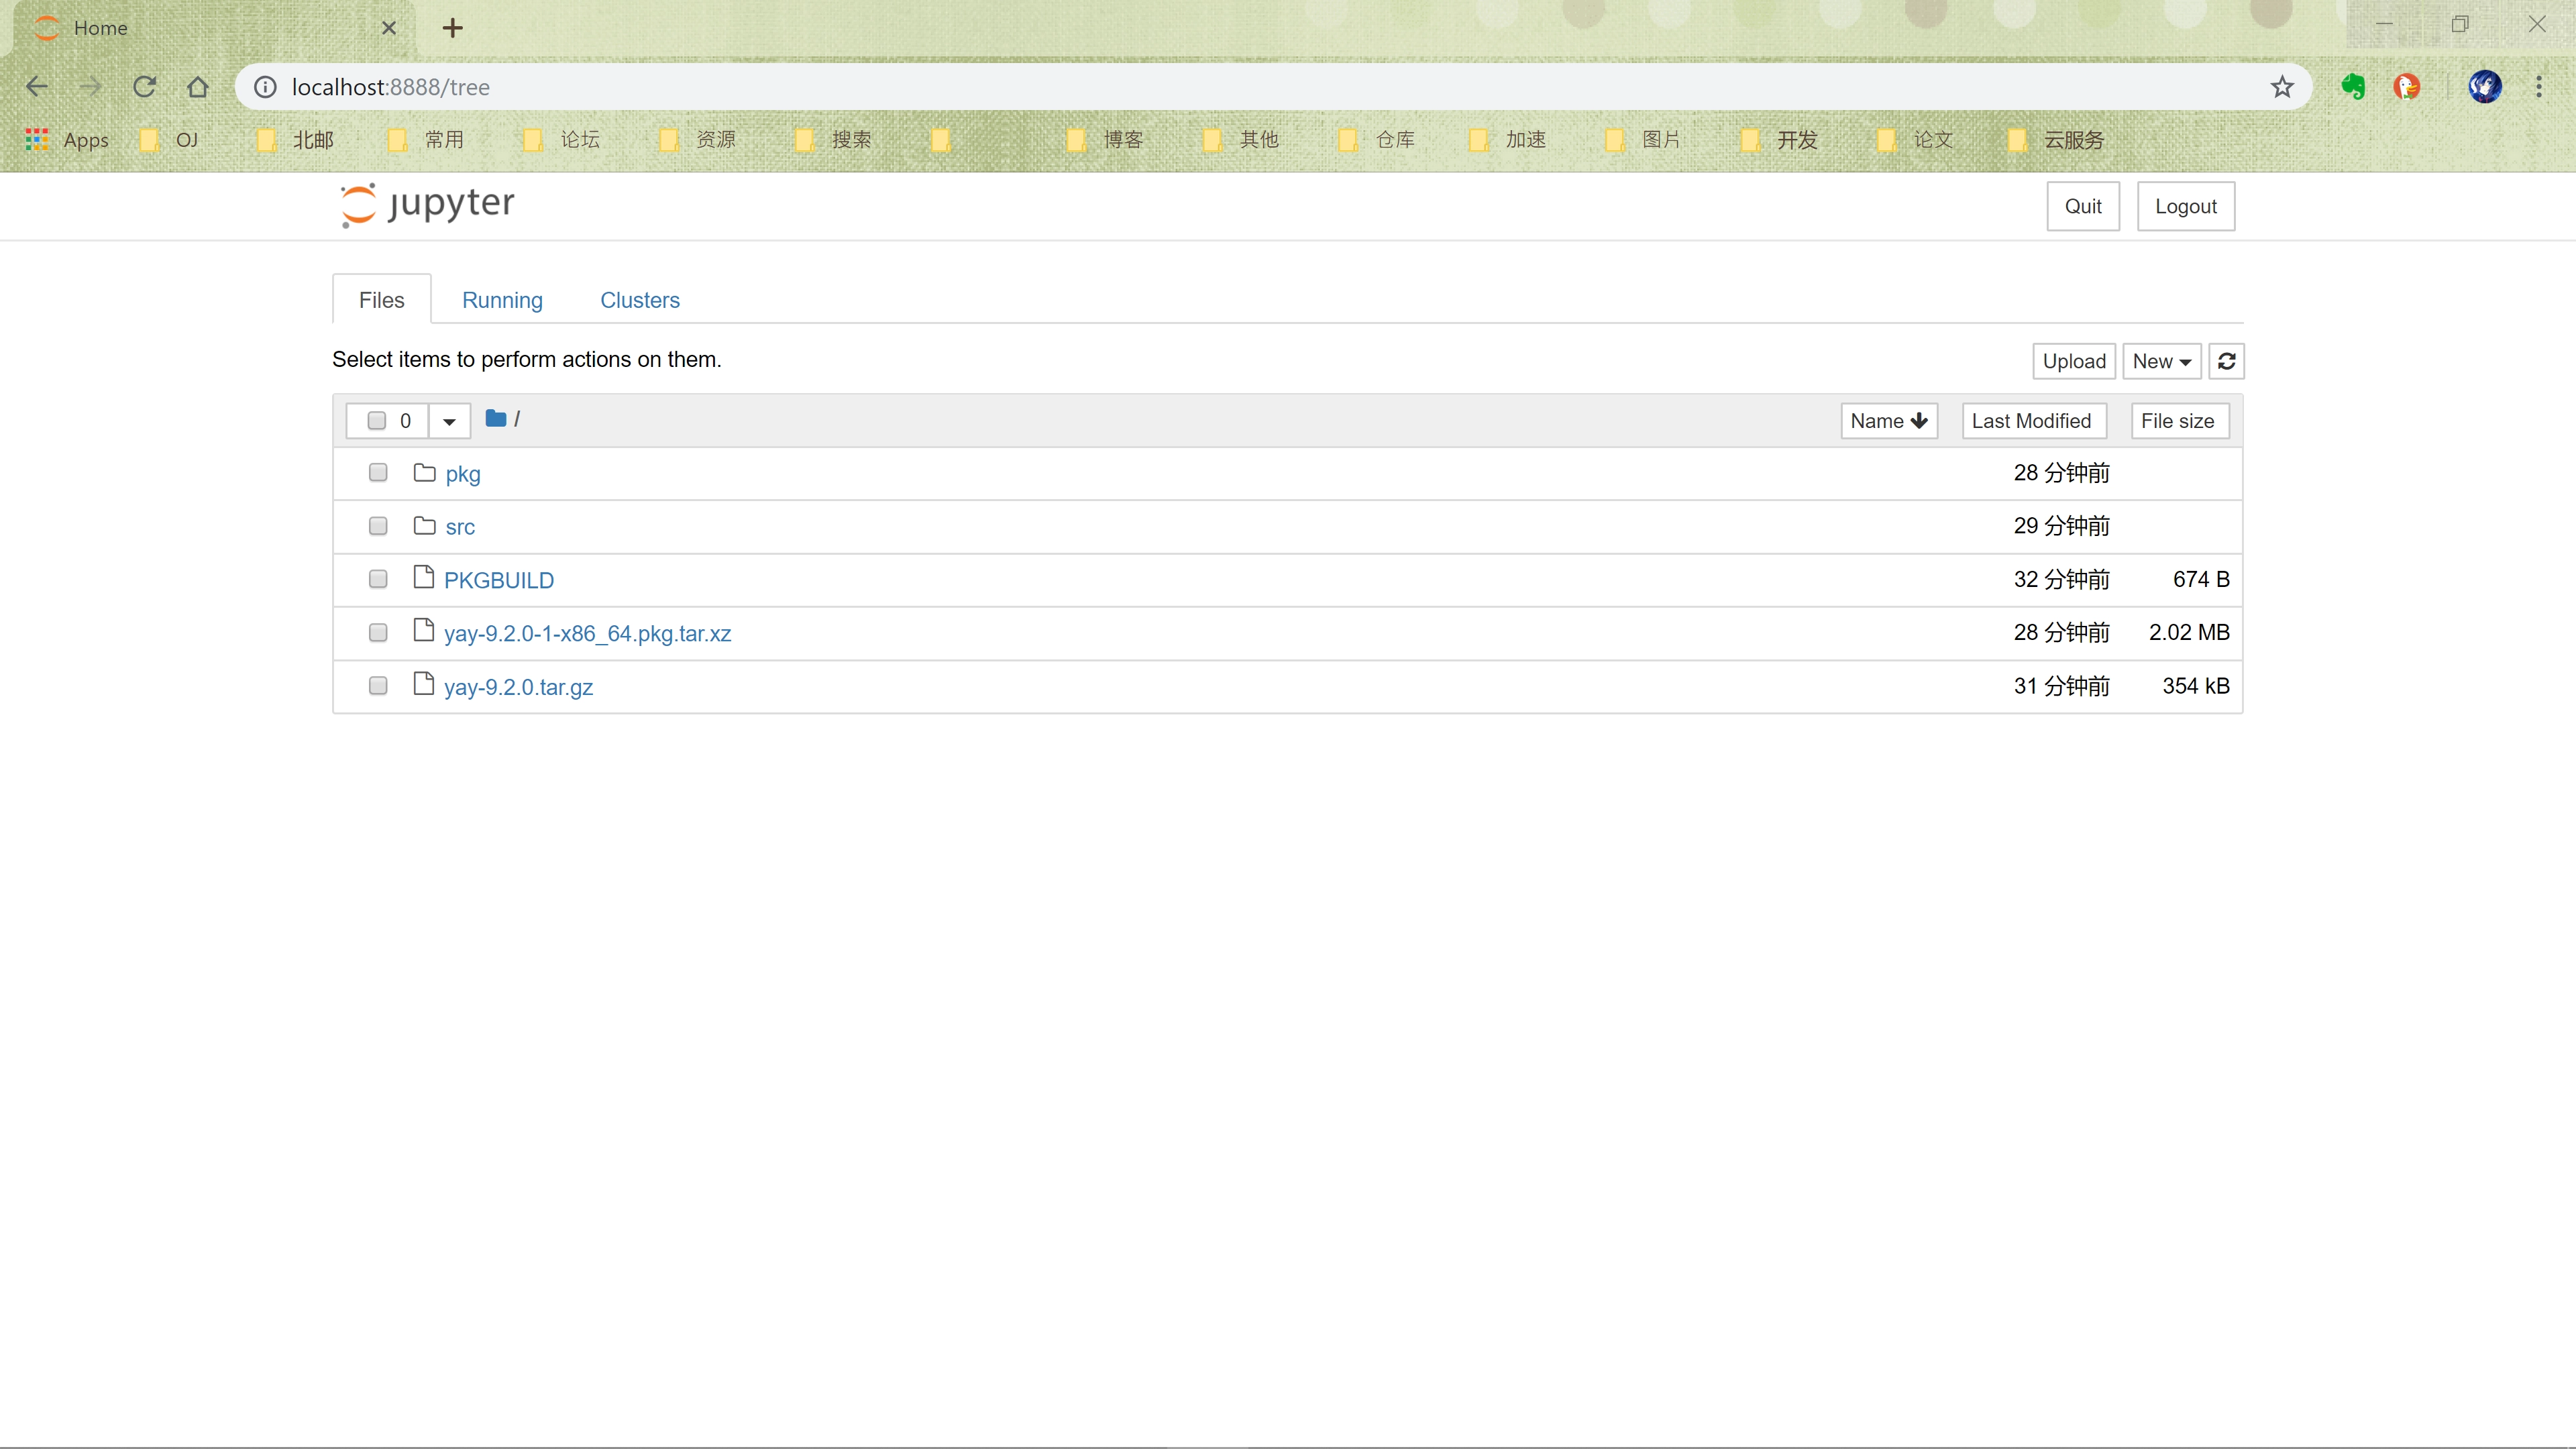 Home
localhost:8888/tree
Apps OJ 北邮 常用 论坛 资源 搜索 博客 其他 仓库 加速 图片 开发 论文 云服务
jupyter Quit Logout
Files Running Clusters
Select items to perform actions on them. Upload New
0 / Name Last Modified File size
pkg 28 分钟前
src 29 分钟前
PKGBUILD 32 分钟前 674 B
yay-9.2.0-1-x86_64.pkg.tar.xz 28 分钟前 2.02 MB
yay-9.2.0.tar.gz 31 分钟前 354 kB